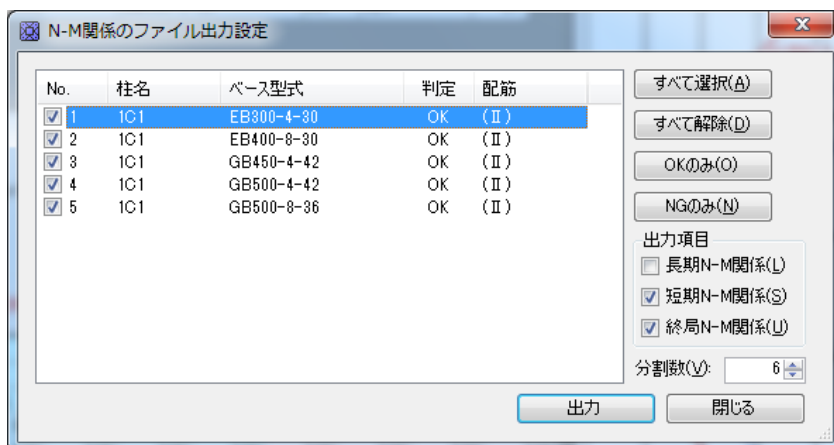 N-M関係のファイル出力設定
No. 柱名 ベース型式 判定 配筋
1 1C1 EB300-4-30 OK (Ⅱ)
2 1C1 EB400-8-30 OK (Ⅱ)
3 1C1 GB450-4-42 OK (Ⅱ)
4 1C1 GB500-4-42 OK (Ⅱ)
5 1C1 GB500-8-36 OK (Ⅱ)
すべて選択(A)
すべて解除(D)
OKのみ(O)
NGのみ(N)
出力項目
長期N-M関係(L)
短期N-M関係(S)
終局N-M関係(U)
分割数(V): 6
出力 閉じる